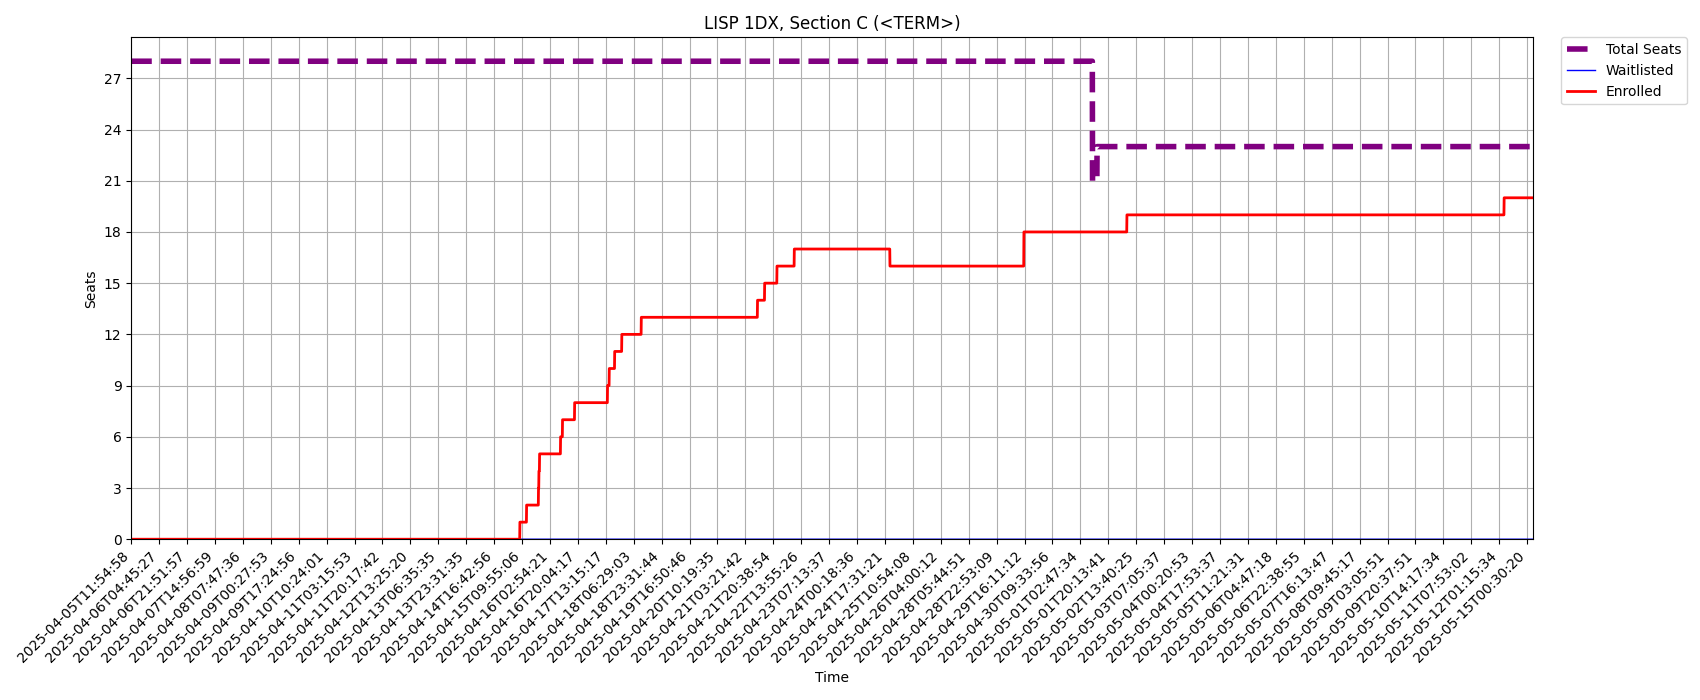 LISP 1DX, Section C (<TERM>)
Total Seats
Waitlisted
Enrolled
Seats
27
24
21
18
15
12
9
6
3
0
2025-04-05T11:54:58
2025-04-06T04:45:27
2025-04-06T21:51:57
2025-04-07T14:56:59
2025-04-08T07:47:36
2025-04-09T00:27:53
2025-04-09T17:24:56
2025-04-10T10:24:01
2025-04-11T03:15:53
2025-04-11T20:17:42
2025-04-12T13:25:20
2025-04-13T06:35:35
2025-04-13T23:31:35
2025-04-14T16:42:56
2025-04-15T09:55:06
2025-04-16T02:54:21
2025-04-16T20:04:17
2025-04-17T13:15:17
2025-04-18T06:29:03
2025-04-18T23:31:44
2025-04-19T16:50:46
2025-04-20T10:19:35
2025-04-21T03:21:42
2025-04-21T20:38:54
2025-04-22T13:55:26
2025-04-23T07:13:37
2025-04-24T00:18:36
2025-04-24T17:31:21
2025-04-25T10:54:08
2025-04-26T04:00:12
2025-04-28T05:44:51
2025-04-28T22:53:09
2025-04-29T16:11:12
2025-04-30T09:33:56
2025-05-01T02:47:34
2025-05-01T20:13:41
2025-05-02T13:40:25
2025-05-03T07:05:37
2025-05-04T00:20:53
2025-05-04T17:53:37
2025-05-05T11:21:31
2025-05-06T04:47:18
2025-05-06T22:38:55
2025-05-07T16:13:47
2025-05-08T09:45:17
2025-05-09T03:05:51
2025-05-09T20:37:51
2025-05-10T14:17:34
2025-05-11T07:53:02
2025-05-12T01:15:34
2025-05-15T00:30:20
Time